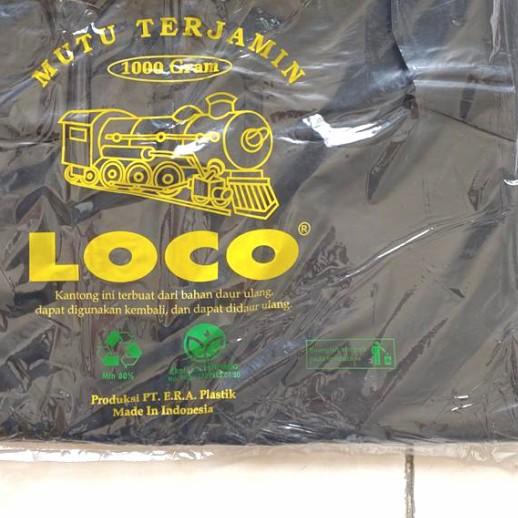 MUTU TERJAMIN
1000 Gram
LOCO®
Kantong ini terbuat dari bahan daur ulang,
dapat digunakan kembali, dan dapat didaur ulang.
Min 80%
Produksi PT. E.R.A. Plastik
Made In Indonesia